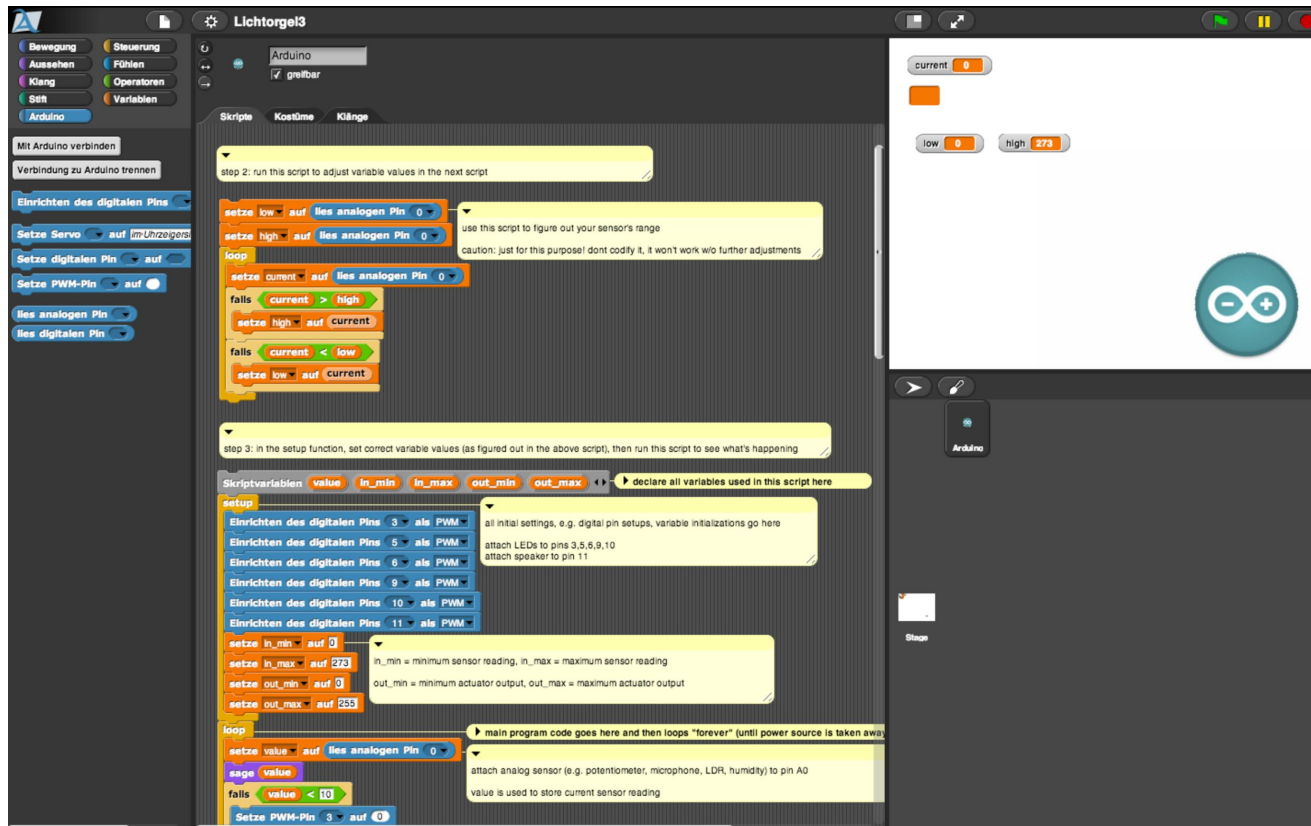 Lichtorgel3
Bewegung Steuerung
Aussehen Fühlen
Klang Operatoren
Stift Variablen
Arduino
Mit Arduino verbinden
Verbindung zu Arduino trennen
Einrichten des digitalen Pins
Setze Servo auf im Uhrzeigersi
Setze digitalen Pin auf
Setze PWM-Pin auf
lies analogen Pin
lies digitalen Pin
Arduino
greifbar
Skripte Kostüme Klänge
step 2: run this script to adjust variable values in the next script
setze low auf lies analogen Pin 0
setze high auf lies analogen Pin 0
use this script to figure out your sensor's range
caution: just for this purpose! dont codify it, it won't work w/o further adjustments
loop
setze current auf lies analogen Pin 0
falls current > high
setze high auf current
falls current < low
setze low auf current
step 3: in the setup function, set correct variable values (as figured out in the above script), then run this script to see what's happening
Skriptvariablen value in_min in_max out_min out_max
declare all variables used in this script here
setup
Einrichten des digitalen Pins 3 als PWM
Einrichten des digitalen Pins 5 als PWM
Einrichten des digitalen Pins 6 als PWM
Einrichten des digitalen Pins 9 als PWM
Einrichten des digitalen Pins 10 als PWM
Einrichten des digitalen Pins 11 als PWM
all initial settings, e.g. digital pin setups, variable initializations go here
attach LEDs to pins 3,5,6,9,10
attach speaker to pin 11
setze in_min auf 0
setze in_max auf 273
setze out_min auf 0
setze out_max auf 255
in_min = minimum sensor reading, in_max = maximum sensor reading
out_min = minimum actuator output, out_max = maximum actuator output
loop
main program code goes here and then loops "forever" (until power source is taken away
setze value auf lies analogen Pin 0
sage value
falls value < 10
Setze PWM-Pin 3 auf 0
attach analog sensor (e.g. potentiometer, microphone, LDR, humidity) to pin A0
value is used to store current sensor reading
current 0
low 0 high 273
Arduino
Stage